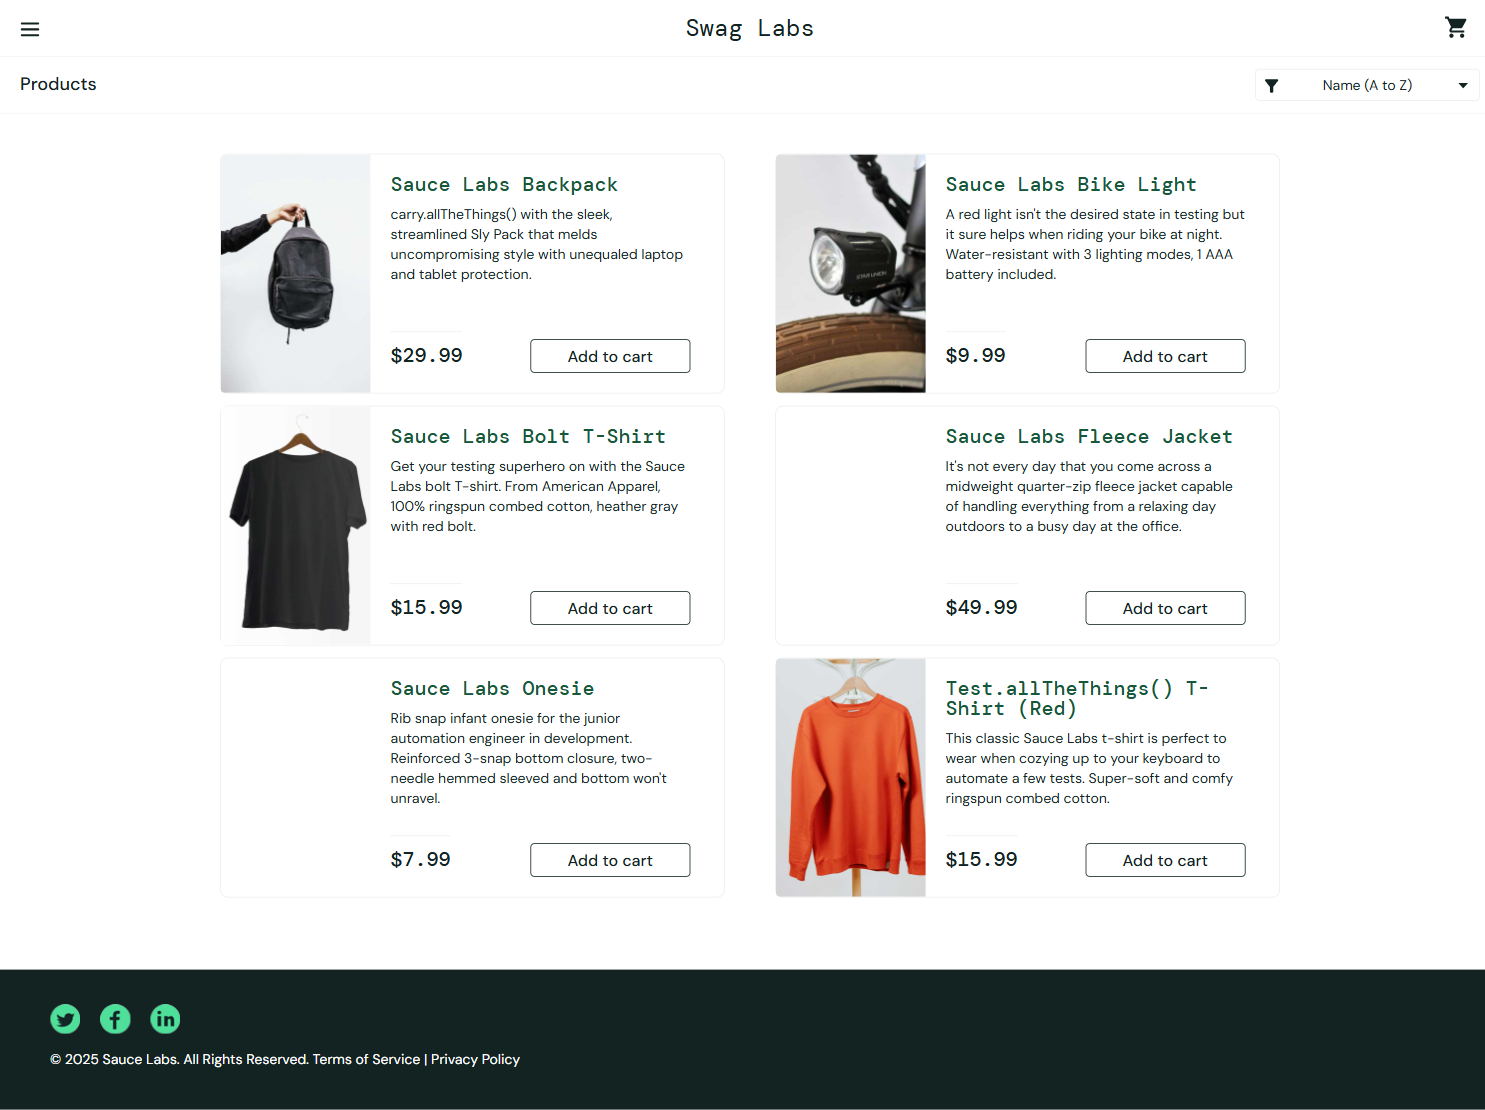 Swag Labs
Products
Name (A to Z)
Sauce Labs Backpack
carry.allTheThings() with the sleek,
streamlined Sly Pack that melds
uncompromising style with unequaled laptop
and tablet protection.
$29.99
Add to cart
Sauce Labs Bike Light
A red light isn't the desired state in testing but
it sure helps when riding your bike at night.
Water-resistant with 3 lighting modes, 1 AAA
battery included.
$9.99
Add to cart
Sauce Labs Bolt T-Shirt
Get your testing superhero on with the Sauce
Labs bolt T-shirt. From American Apparel,
100% ringspun combed cotton, heather gray
with red bolt.
$15.99
Add to cart
Sauce Labs Fleece Jacket
It's not every day that you come across a
midweight quarter-zip fleece jacket capable
of handling everything from a relaxing day
outdoors to a busy day at the office.
$49.99
Add to cart
Sauce Labs Onesie
Rib snap infant onesie for the junior
automation engineer in development.
Reinforced 3-snap bottom closure, two-
needle hemmed sleeved and bottom won't
unravel.
$7.99
Add to cart
Test.allTheThings() T-
Shirt (Red)
This classic Sauce Labs t-shirt is perfect to
wear when cozying up to your keyboard to
automate a few tests. Super-soft and comfy
ringspun combed cotton.
$15.99
Add to cart
© 2025 Sauce Labs. All Rights Reserved. Terms of Service | Privacy Policy